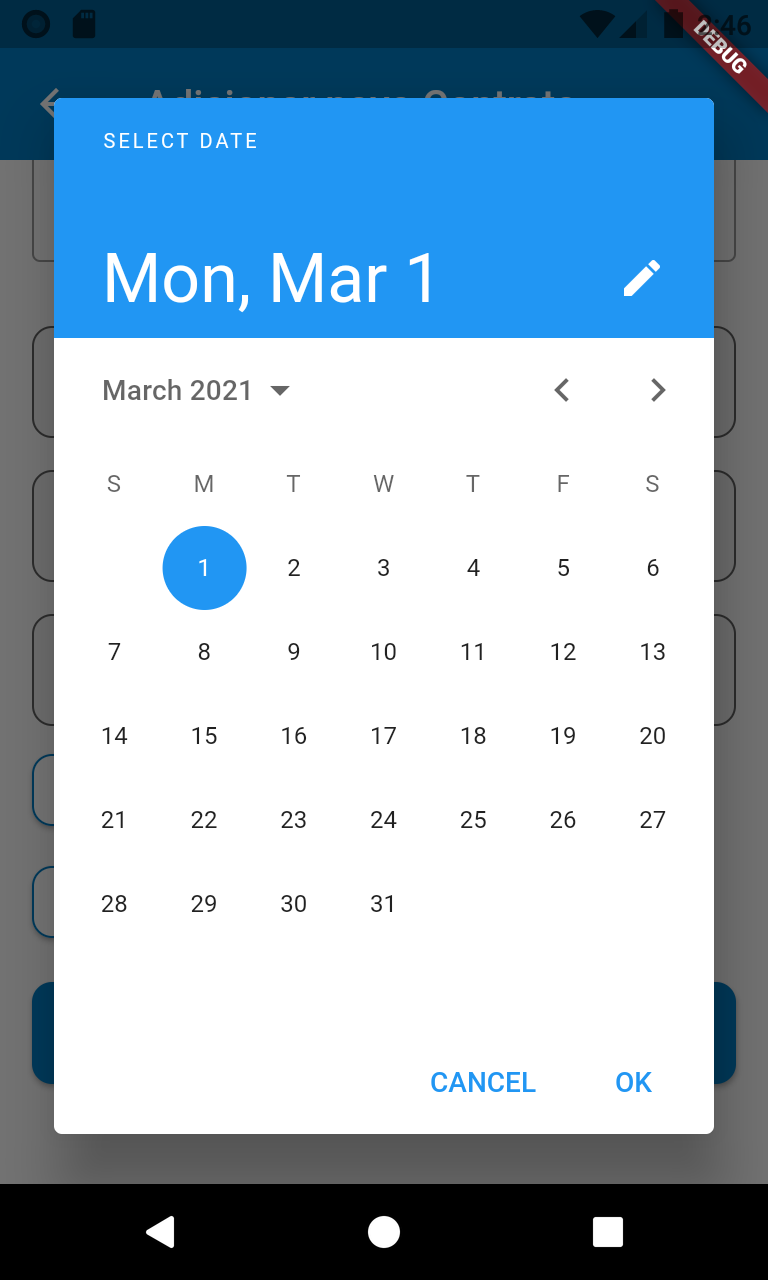 DEBUG
SELECT DATE
Mon, Mar 1
March 2021
S M T W T F S
1 2 3 4 5 6
7 8 9 10 11 12 13
14 15 16 17 18 19 20
21 22 23 24 25 26 27
28 29 30 31
CANCEL OK